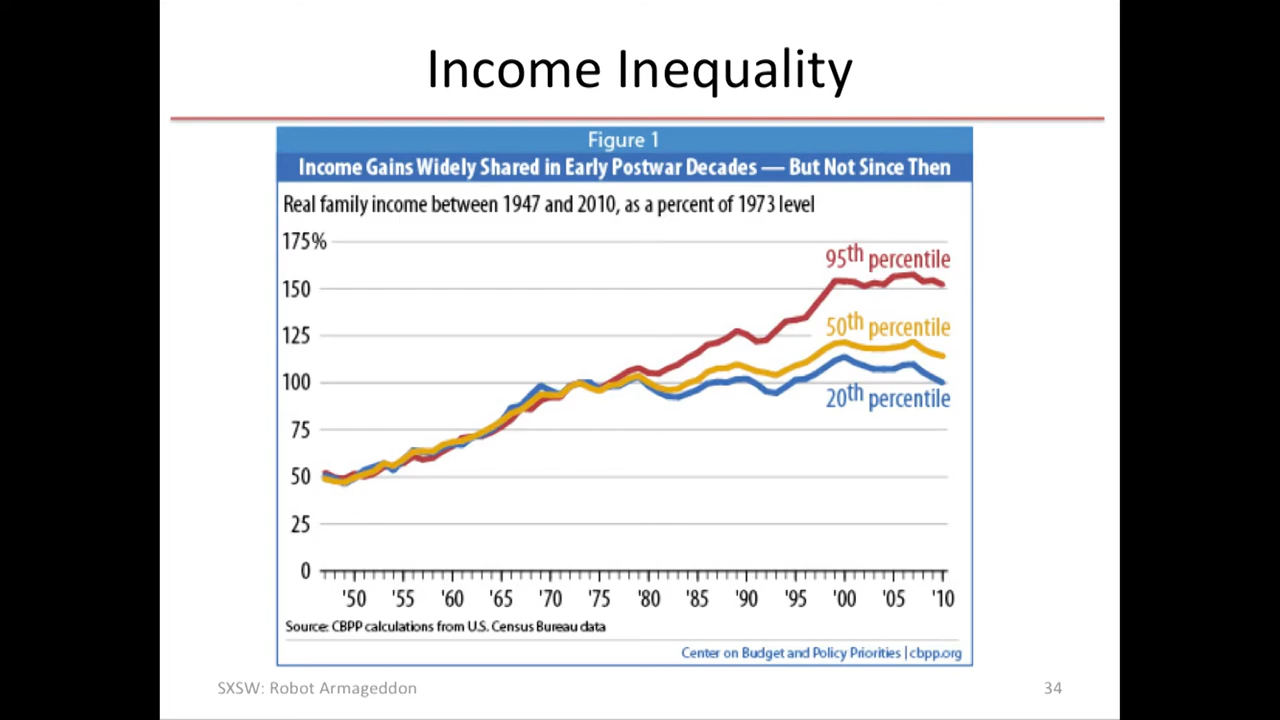 Income Inequality
Figure 1
Income Gains Widely Shared in Early Postwar Decades — But Not Since Then
Real family income between 1947 and 2010, as a percent of 1973 level
175%
95th percentile
150
50th percentile
125
100
20th percentile
75
50
25
0
'50 '55 '60 '65 '70 '75 '80 '85 '90 '95 '00 '05 '10
Source: CBPP calculations from U.S. Census Bureau data
Center on Budget and Policy Priorities | cbpp.org
SXSW: Robot Armageddon 34